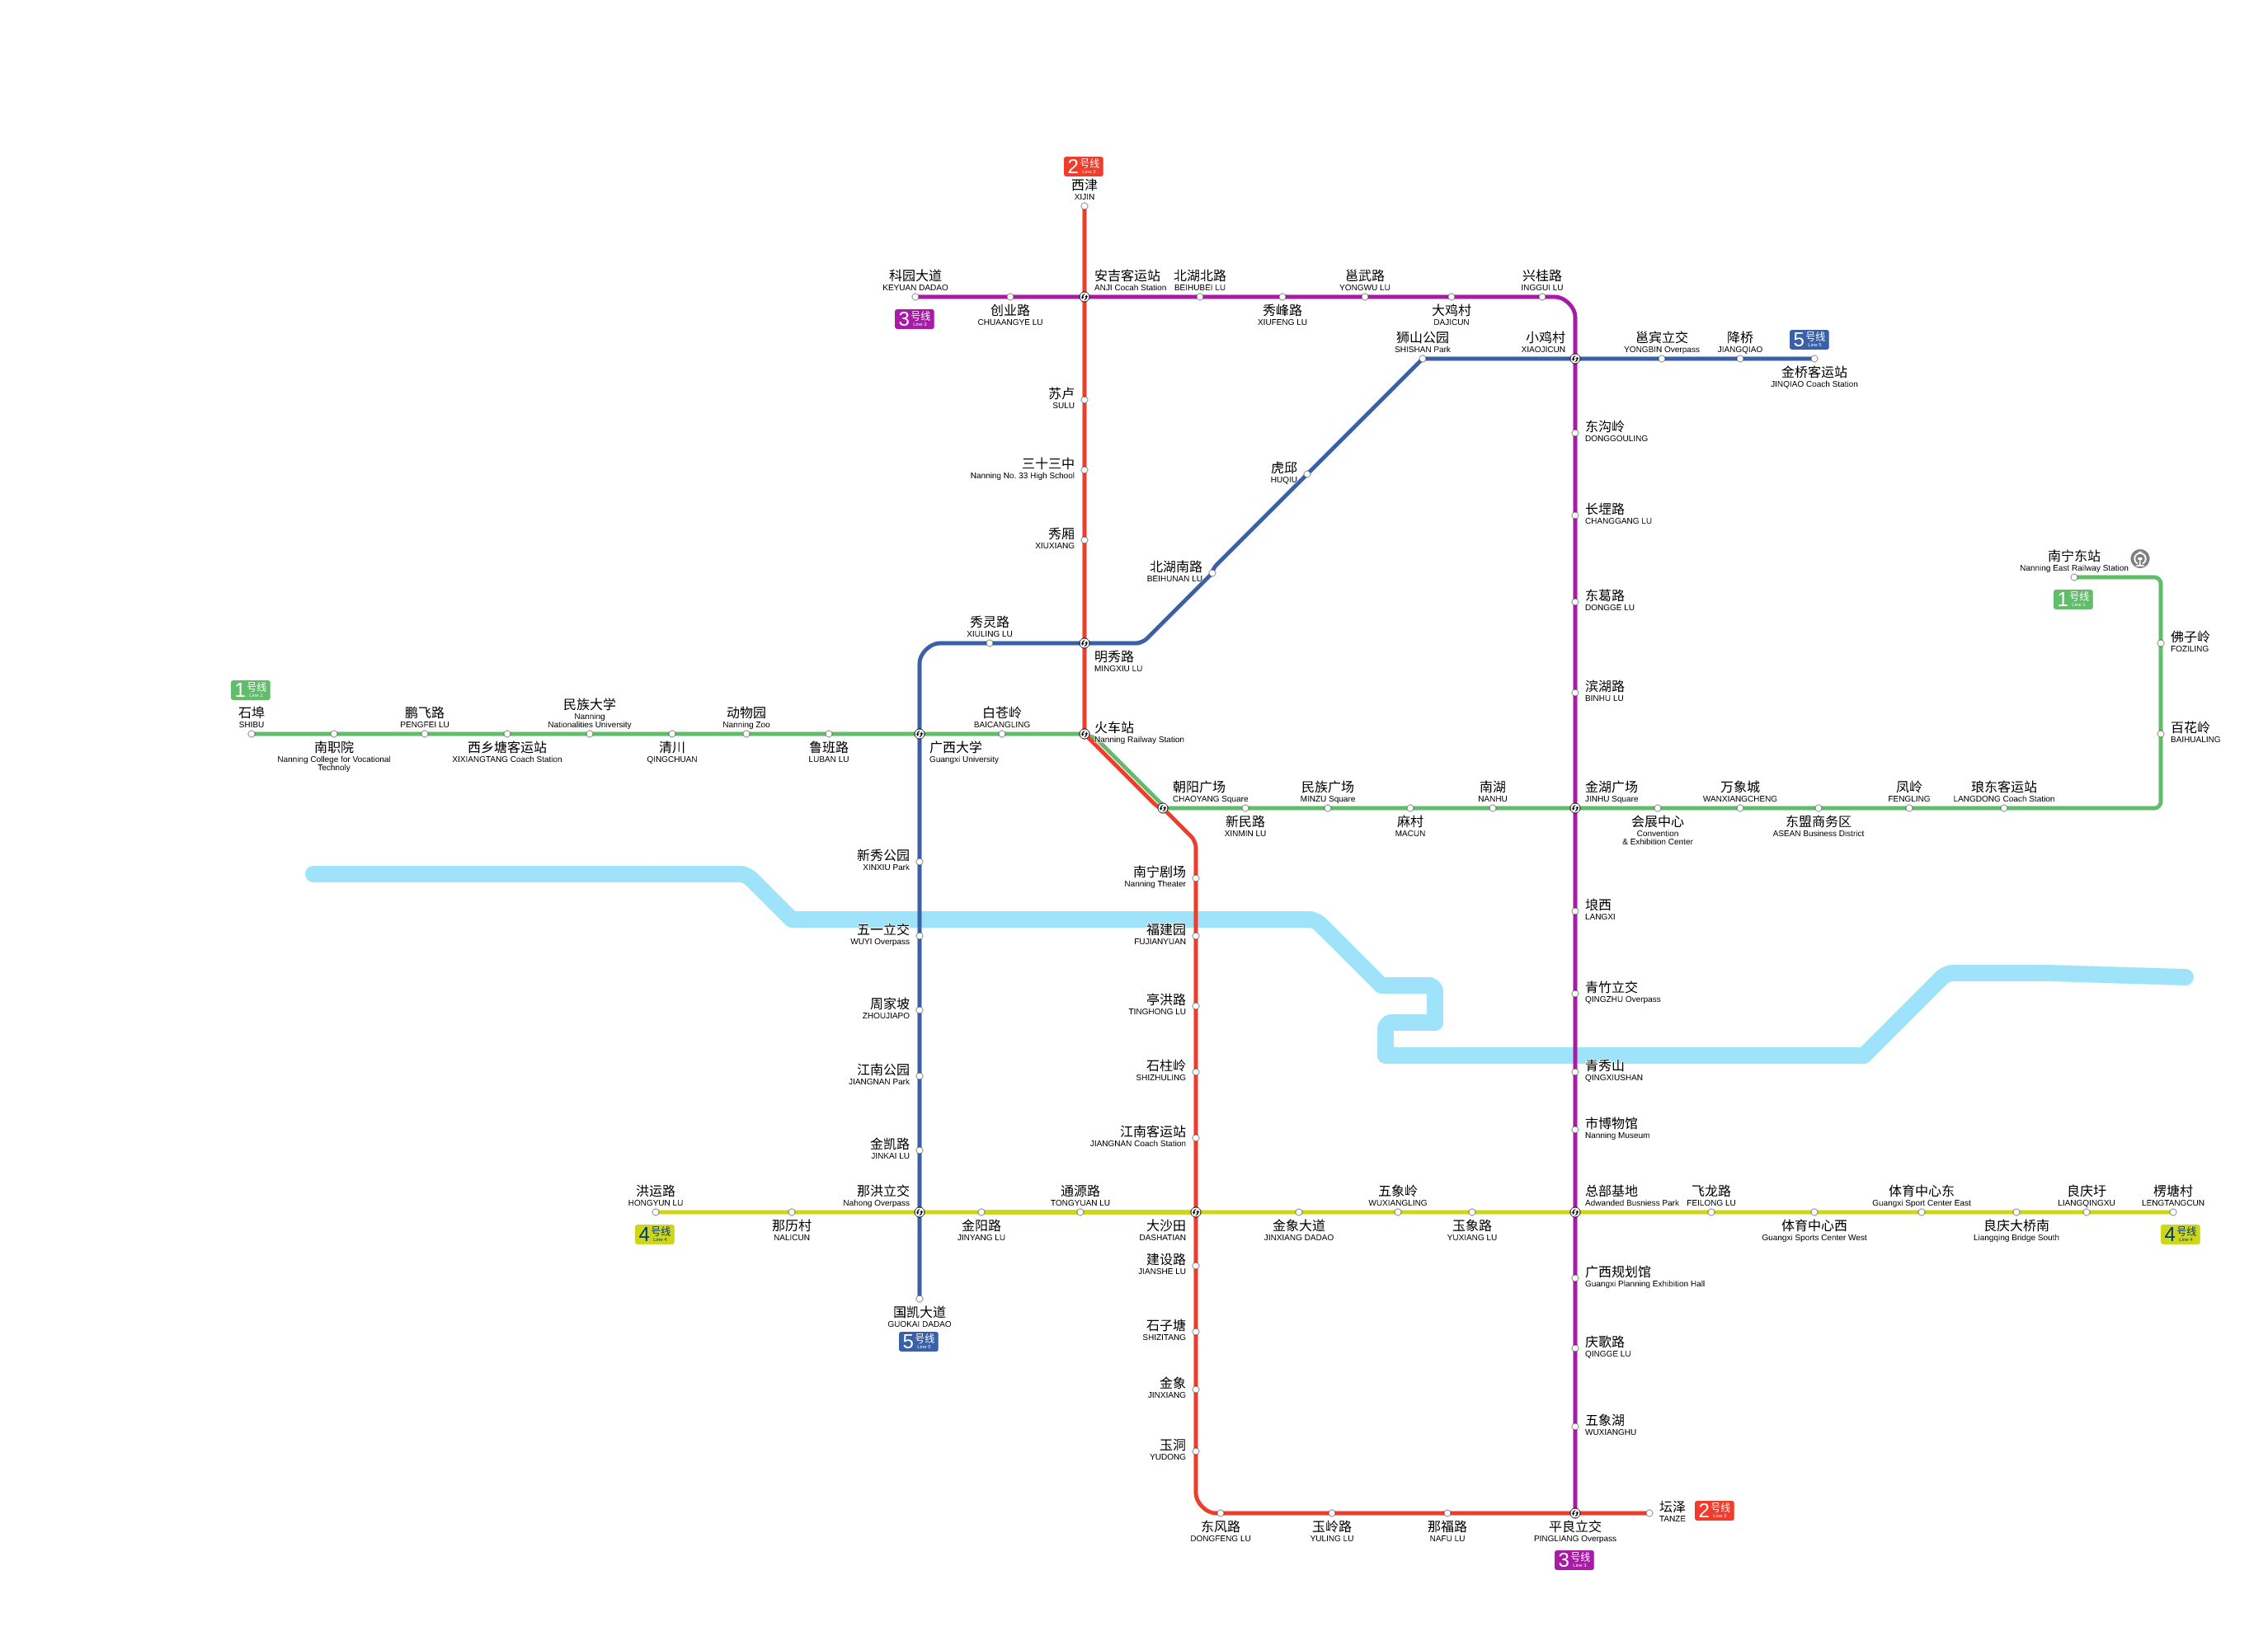 2号线
Line 2
西津
XIJIN
科园大道
KEYUAN DADAO
3号线
Line 3
创业路
CHUAANGYE LU
安吉客运站
ANJI Cocah Station
北湖北路
BEIHUBEI LU
秀峰路
XIUFENG LU
邕武路
YONGWU LU
大鸡村
DAJICUN
兴桂路
INGGUI LU
狮山公园
SHISHAN Park
小鸡村
XIAOJICUN
邕宾立交
YONGBIN Overpass
降桥
JIANGQIAO
5号线
Line 5
金桥客运站
JINQIAO Coach Station
苏卢
SULU
三十三中
Nanning No. 33 High School
秀厢
XIUXIANG
虎邱
HUQIU
北湖南路
BEIHUNAN LU
秀灵路
XIULING LU
明秀路
MINGXIU LU
东沟岭
DONGGOULING
长堽路
CHANGGANG LU
东葛路
DONGGE LU
滨湖路
BINHU LU
南宁东站
Nanning East Railway Station
1号线
Line 1
佛子岭
FOZILING
百花岭
BAIHUALING
1号线
Line 1
石埠
SHIBU
南职院
Nanning College for Vocational
Technoly
鹏飞路
PENGFEI LU
西乡塘客运站
XIXIANGTANG Coach Station
民族大学
Nanning
Nationalities University
清川
QINGCHUAN
动物园
Nanning Zoo
鲁班路
LUBAN LU
广西大学
Guangxi University
白苍岭
BAICANGLING
火车站
Nanning Railway Station
朝阳广场
CHAOYANG Square
新民路
XINMIN LU
民族广场
MINZU Square
麻村
MACUN
南湖
NANHU
金湖广场
JINHU Square
会展中心
Convention
& Exhibition Center
万象城
WANXIANGCHENG
东盟商务区
ASEAN Business District
凤岭
FENGLING
琅东客运站
LANGDONG Coach Station
新秀公园
XINXIU Park
五一立交
WUYI Overpass
周家坡
ZHOUJIAPO
江南公园
JIANGNAN Park
金凯路
JINKAI LU
南宁剧场
Nanning Theater
福建园
FUJIANYUAN
亭洪路
TINGHONG LU
石柱岭
SHIZHULING
江南客运站
JIANGNAN Coach Station
埌西
LANGXI
青竹立交
QINGZHU Overpass
青秀山
QINGXIUSHAN
市博物馆
Nanning Museum
洪运路
HONGYUN LU
4号线
Line 4
那历村
NALICUN
那洪立交
Nahong Overpass
金阳路
JINYANG LU
通源路
TONGYUAN LU
大沙田
DASHATIAN
金象大道
JINXIANG DADAO
五象岭
WUXIANGLING
玉象路
YUXIANG LU
总部基地
Adwanded Busniess Park
飞龙路
FEILONG LU
体育中心西
Guangxi Sports Center West
体育中心东
Guangxi Sport Center East
良庆大桥南
Liangqing Bridge South
良庆圩
LIANGQINGXU
楞塘村
LENGTANGCUN
4号线
Line 4
国凯大道
GUOKAI DADAO
5号线
Line 5
建设路
JIANSHE LU
石子塘
SHIZITANG
金象
JINXIANG
玉洞
YUDONG
广西规划馆
Guangxi Planning Exhibition Hall
庆歌路
QINGGE LU
五象湖
WUXIANGHU
东风路
DONGFENG LU
玉岭路
YULING LU
那福路
NAFU LU
平良立交
PINGLIANG Overpass
3号线
Line 3
坛泽
TANZE
2号线
Line 2